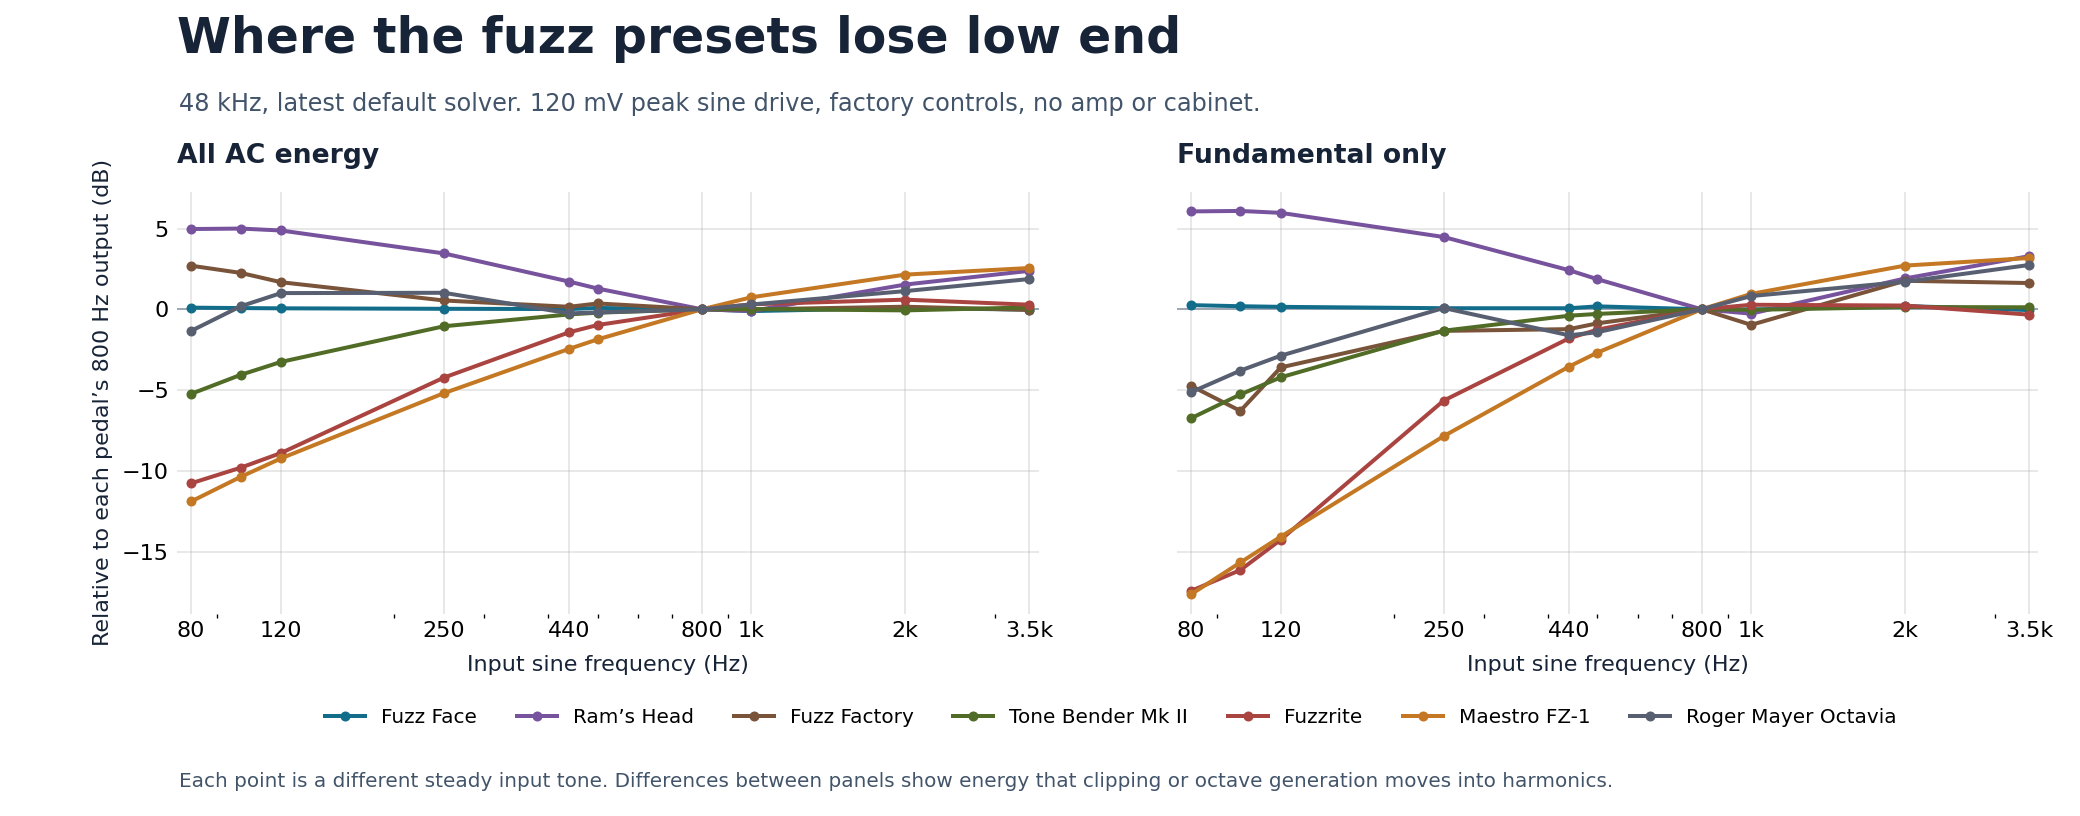 Where the fuzz presets lose low end
48 kHz, latest default solver. 120 mV peak sine drive, factory controls, no amp or cabinet.
All AC energy
Fundamental only
Relative to each pedal’s 800 Hz output (dB)
5
0
−5
−10
−15
80 120 250 440 800 1k 2k 3.5k
80 120 250 440 800 1k 2k 3.5k
Input sine frequency (Hz)
Input sine frequency (Hz)
Fuzz Face Ram’s Head Fuzz Factory Tone Bender Mk II Fuzzrite Maestro FZ-1 Roger Mayer Octavia
Each point is a different steady input tone. Differences between panels show energy that clipping or octave generation moves into harmonics.